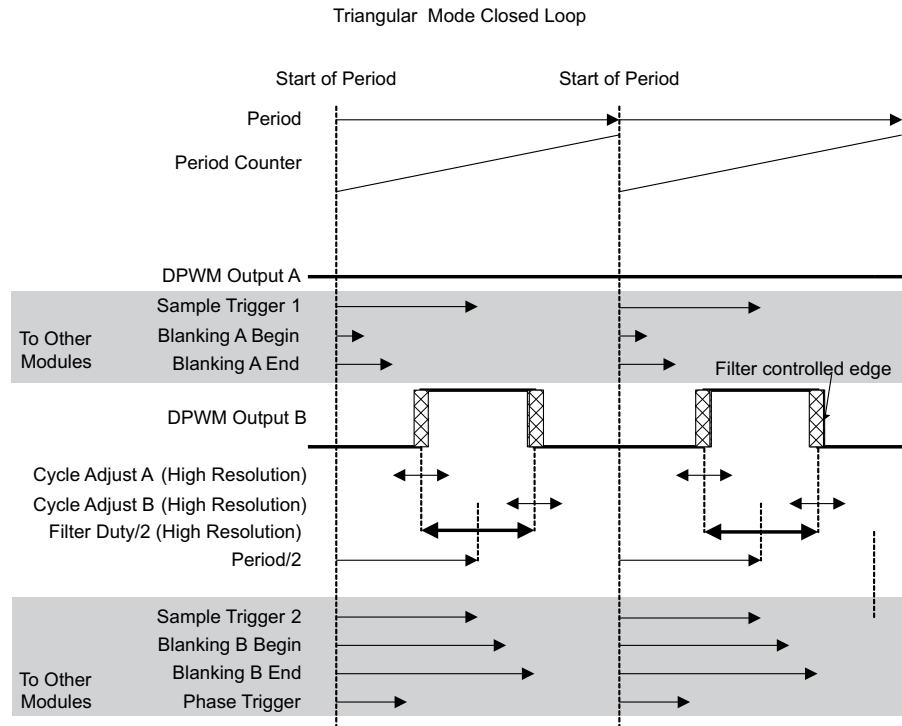 Triangular Mode Closed Loop
Start of Period
Start of Period
Period
Period Counter
DPWM Output A
To Other
Modules
Sample Trigger 1
Blanking A Begin
Blanking A End
Filter controlled edge
DPWM Output B
Cycle Adjust A (High Resolution)
Cycle Adjust B (High Resolution)
Filter Duty/2 (High Resolution)
Period/2
To Other
Modules
Sample Trigger 2
Blanking B Begin
Blanking B End
Phase Trigger